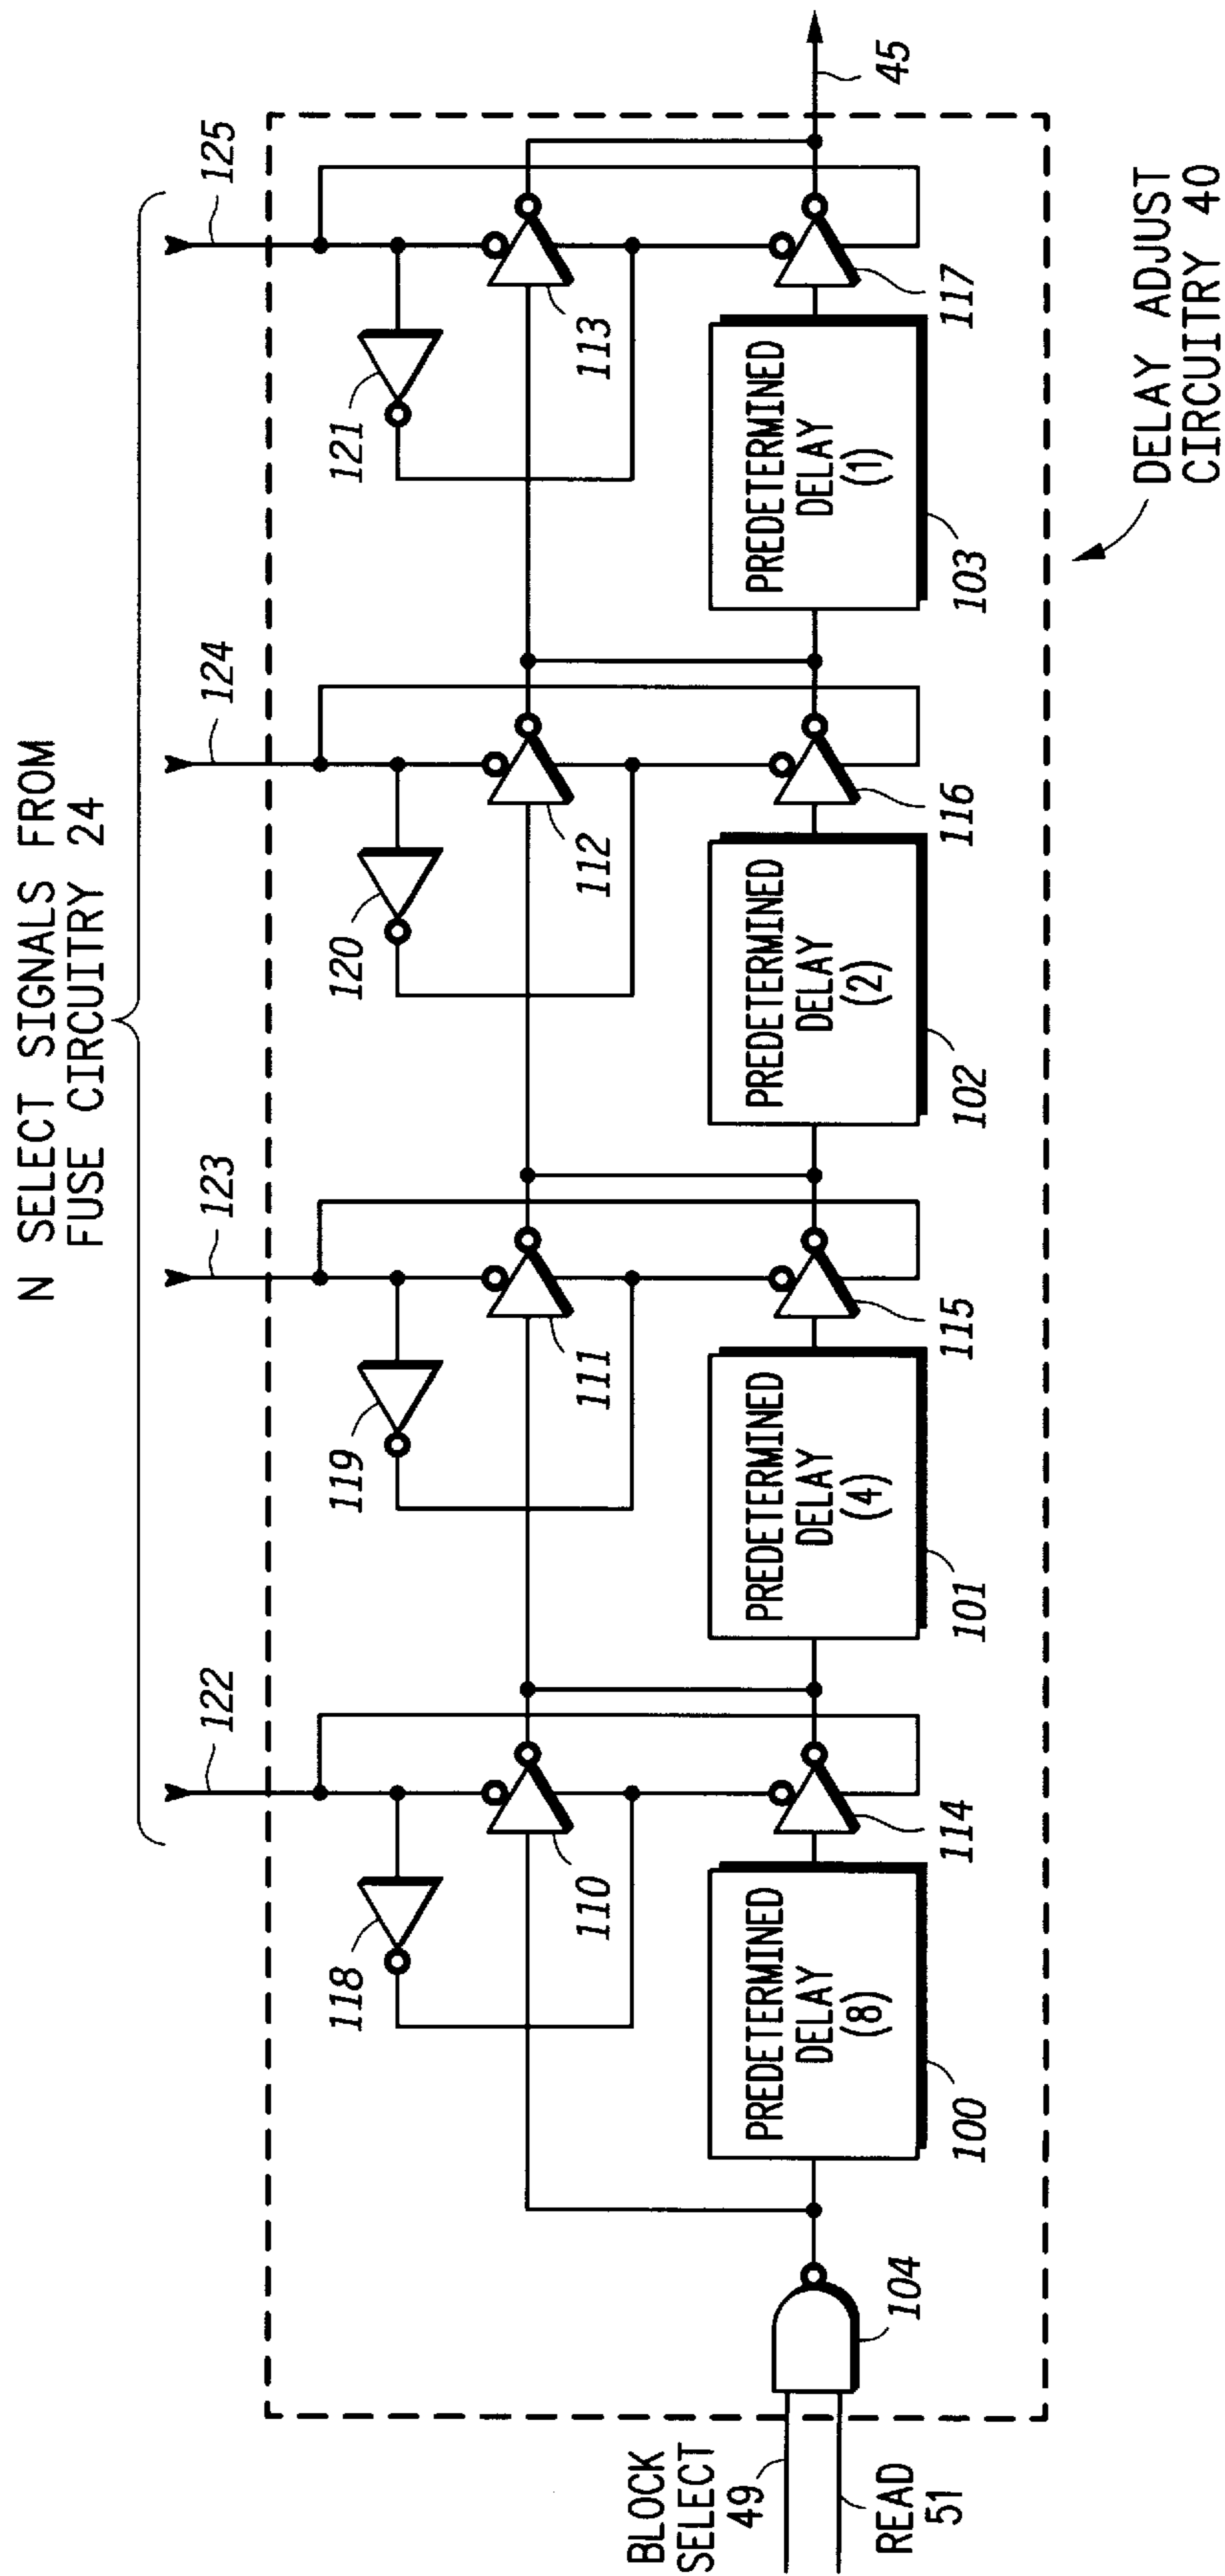 N SELECT SIGNALS FROM
FUSE CIRCUITRY 24
122
123
124
125
118
119
120
121
110
111
112
113
BLOCK
SELECT
49
READ
51
104
PREDETERMINED
DELAY
(8)
100
114
PREDETERMINED
DELAY
(4)
101
115
PREDETERMINED
DELAY
(2)
102
116
PREDETERMINED
DELAY
(1)
103
117
45
DELAY ADJUST
CIRCUITRY 40